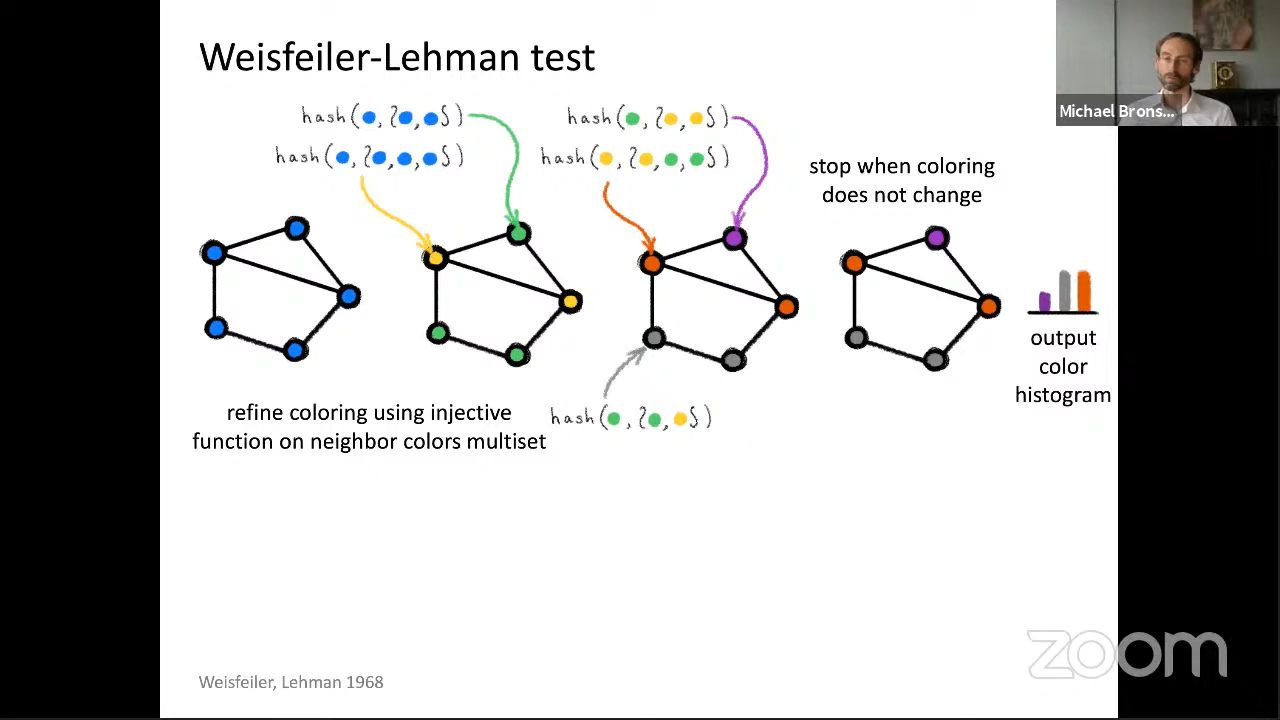 Weisfeiler-Lehman test
Michael Brons...
hash( , { , })
hash( , { , , })
hash( , { , })
hash( , { , , })
stop when coloring
does not change
output
color
histogram
refine coloring using injective
function on neighbor colors multiset
hash( , { , })
Weisfeiler, Lehman 1968
zoom